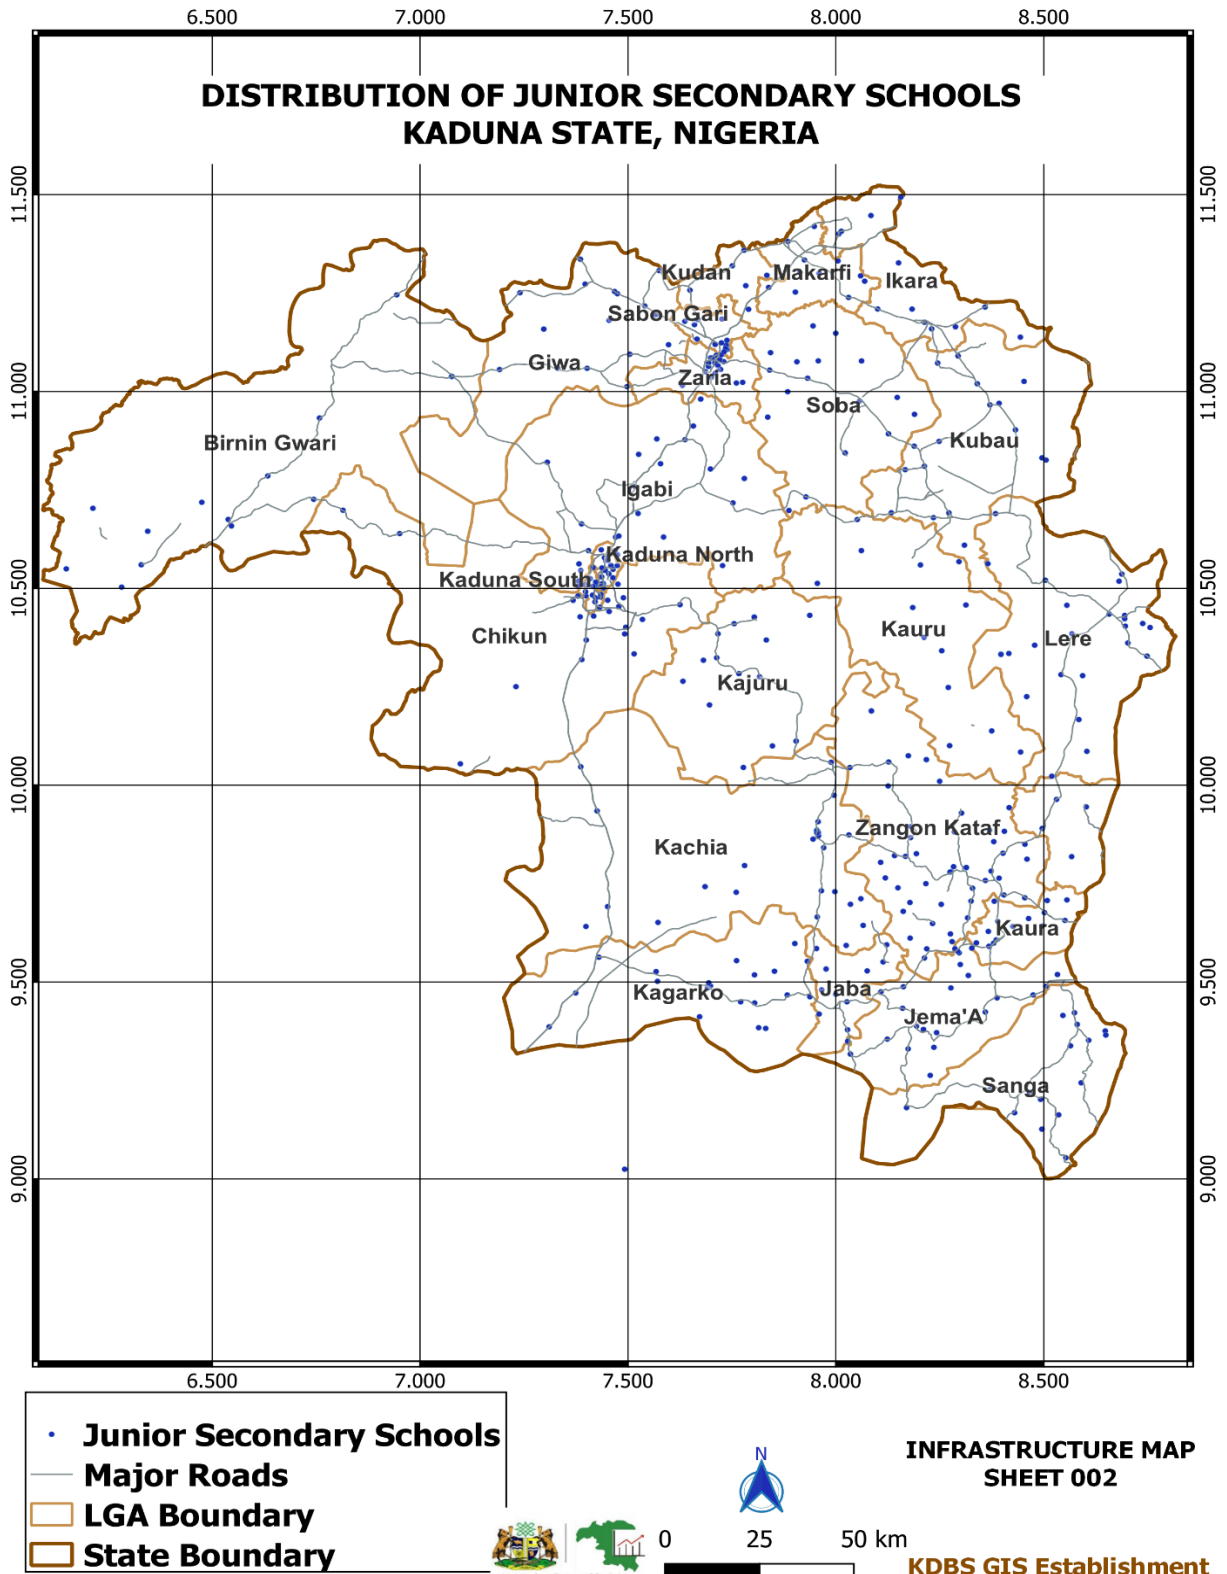 6.500 7.000 7.500 8.000 8.500
DISTRIBUTION OF JUNIOR SECONDARY SCHOOLS
KADUNA STATE, NIGERIA
11.500 11.500
Kudan
Makarfi
Ikara
Sabon Gari
Giwa
Zaria
11.000 11.000
Soba
Birnin Gwari
Kubau
Igabi
Kaduna North
Kaduna South
10.500 10.500
Chikun
Kauru
Lere
Kajuru
10.000 10.000
Zangon Kataf
Kachia
Kaura
9.500 9.500
Kagarko
Jaba
Jema'A
Sanga
9.000 9.000
6.500 7.000 7.500 8.000 8.500
Junior Secondary Schools
Major Roads
LGA Boundary
State Boundary
N
0 25 50 km
INFRASTRUCTURE MAP
SHEET 002
KDBS GIS Establishment